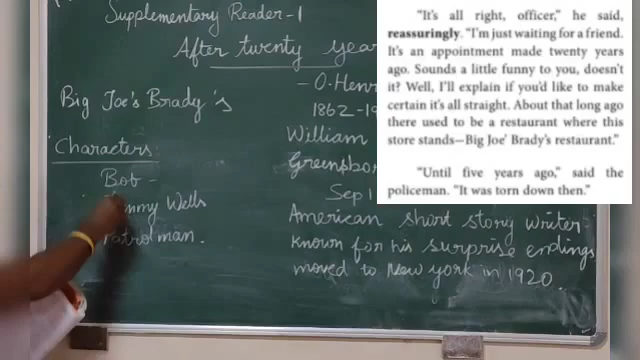 Supplementary Reader-1
After twenty year
- O. Henr
1862-19
Big Joe's Brady's
William
Greensbor
Sep 1
American short story writer
known for his surprise endings
moved to New york in 1920.
Characters
Bob -
mmy Wells
Patrolman.
"It's all right, officer," he said,
reassuringly. "I'm just waiting for a friend.
It's an appointment made twenty years
ago. Sounds a little funny to you, doesn't
it? Well, I'll explain if you'd like to make
certain it's all straight. About that long ago
there used to be a restaurant where this
store stands—Big Joe' Brady's restaurant."
"Until five years ago," said the
policeman. "It was torn down then."